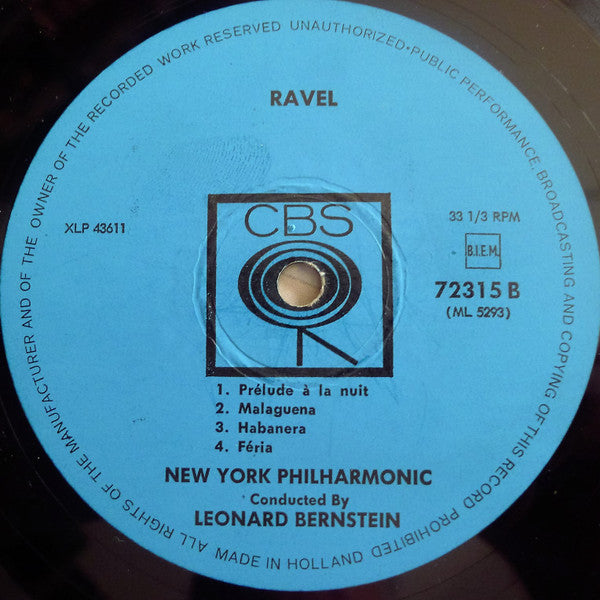 ALL RIGHTS OF THE MANUFACTURER AND OF THE OWNER OF THE RECORDED WORK RESERVED UNAUTHORIZED·PUBLIC PERFORMANCE BROADCASTING AND COPYING OF THIS RECORD PROHIBITED
RAVEL
XLP 43611
CBS
33 1/3 RPM
B.I.E.M.
72315 B
(ML 5293)
1. Prélude à la nuit
2. Malaguena
3. Habanera
4. Féria
NEW YORK PHILHARMONIC
Conducted By
LEONARD BERNSTEIN
MADE IN HOLLAND